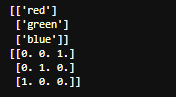 [['red']
['green']
['blue']]
[[0. 0. 1.]
[0. 1. 0.]
[1. 0. 0.]]